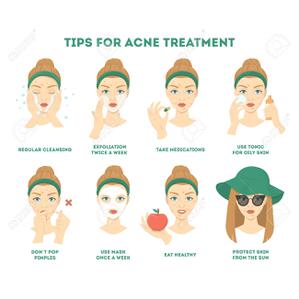 TIPS FOR ACNE TREATMENT
REGULAR CLEANSING
EXFOLIATION
TWICE A WEEK
TAKE MEDICATIONS
USE TONIC
FOR OILY SKIN
DON'T POP
PIMPLES
USE MASK
ONCE A WEEK
EAT HEALTHY
PROTECT SKIN
FROM THE SUN